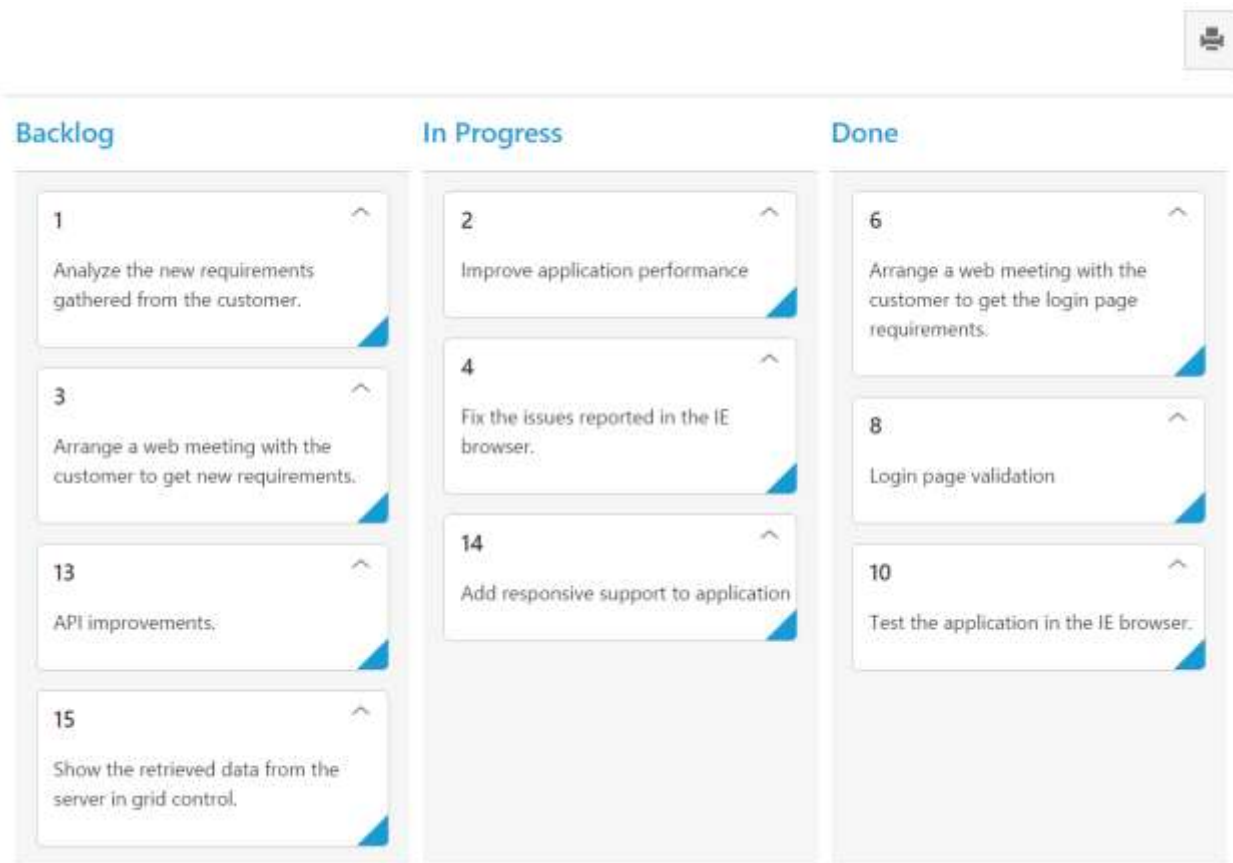 Backlog
1
Analyze the new requirements
gathered from the customer.
3
Arrange a web meeting with the
customer to get new requirements.
13
API improvements.
15
Show the retrieved data from the
server in grid control.
In Progress
2
Improve application performance
4
Fix the issues reported in the IE
browser.
14
Add responsive support to application
Done
6
Arrange a web meeting with the
customer to get the login page
requirements.
8
Login page validation
10
Test the application in the IE browser.